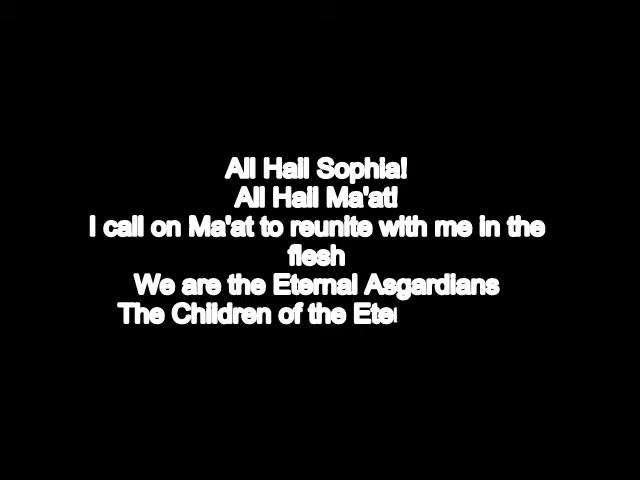 All Hail Sophia!
All Hail Ma'at!
I call on Ma'at to reunite with me in the
flesh
We are the Eternal Asgardians
The Children of the